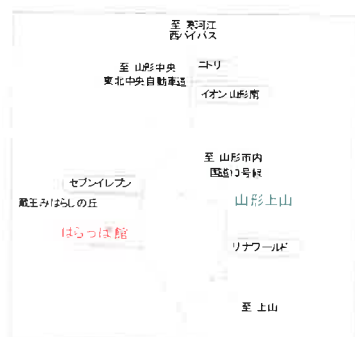 至 寒河江
西バイパス
至 山形中央
東北中央自動車道
ニトリ
イオン山形南
至 山形市内
国道13号線
セブンイレブン
蔵王みはらしの丘
山形上山
はらっぱ館
リナワールド
至 上山